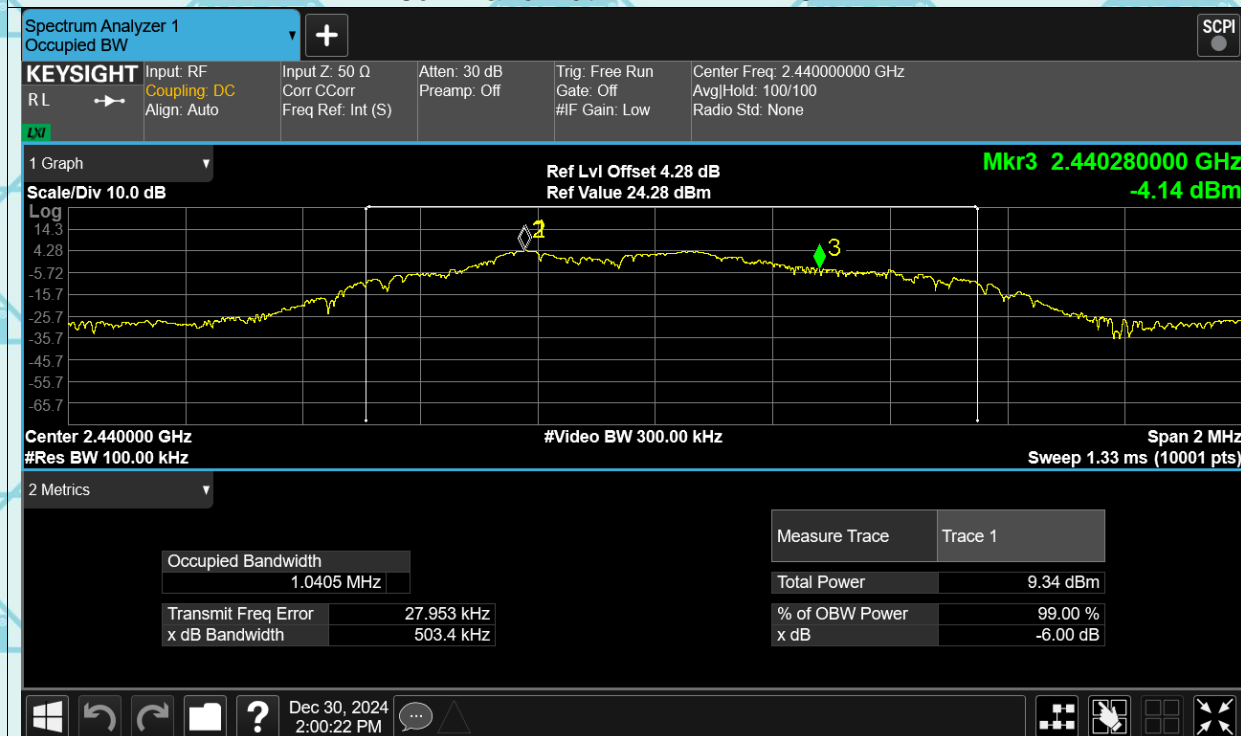 Spectrum Analyzer 1
Occupied BW
SCPI
KEYSIGHT
R L
LXI
Input: RF
Coupling: DC
Align: Auto
Input Z: 50 Ω
Corr CCorr
Freq Ref: Int (S)
Atten: 30 dB
Preamp: Off
Trig: Free Run
Gate: Off
#IF Gain: Low
Center Freq: 2.440000000 GHz
Avg|Hold: 100/100
Radio Std: None
1 Graph
Scale/Div 10.0 dB
Ref Lvl Offset 4.28 dB
Ref Value 24.28 dBm
Mkr3 2.440280000 GHz
-4.14 dBm
Log
14.3
4.28
-5.72
-15.7
-25.7
-35.7
-45.7
-55.7
-65.7
2
3
Center 2.440000 GHz
#Video BW 300.00 kHz
Span 2 MHz
#Res BW 100.00 kHz
Sweep 1.33 ms (10001 pts)
2 Metrics
Measure Trace Trace 1
Occupied Bandwidth
1.0405 MHz
Total Power 9.34 dBm
Transmit Freq Error 27.953 kHz
% of OBW Power 99.00 %
x dB Bandwidth 503.4 kHz
x dB -6.00 dB
?
Dec 30, 2024
2:00:22 PM